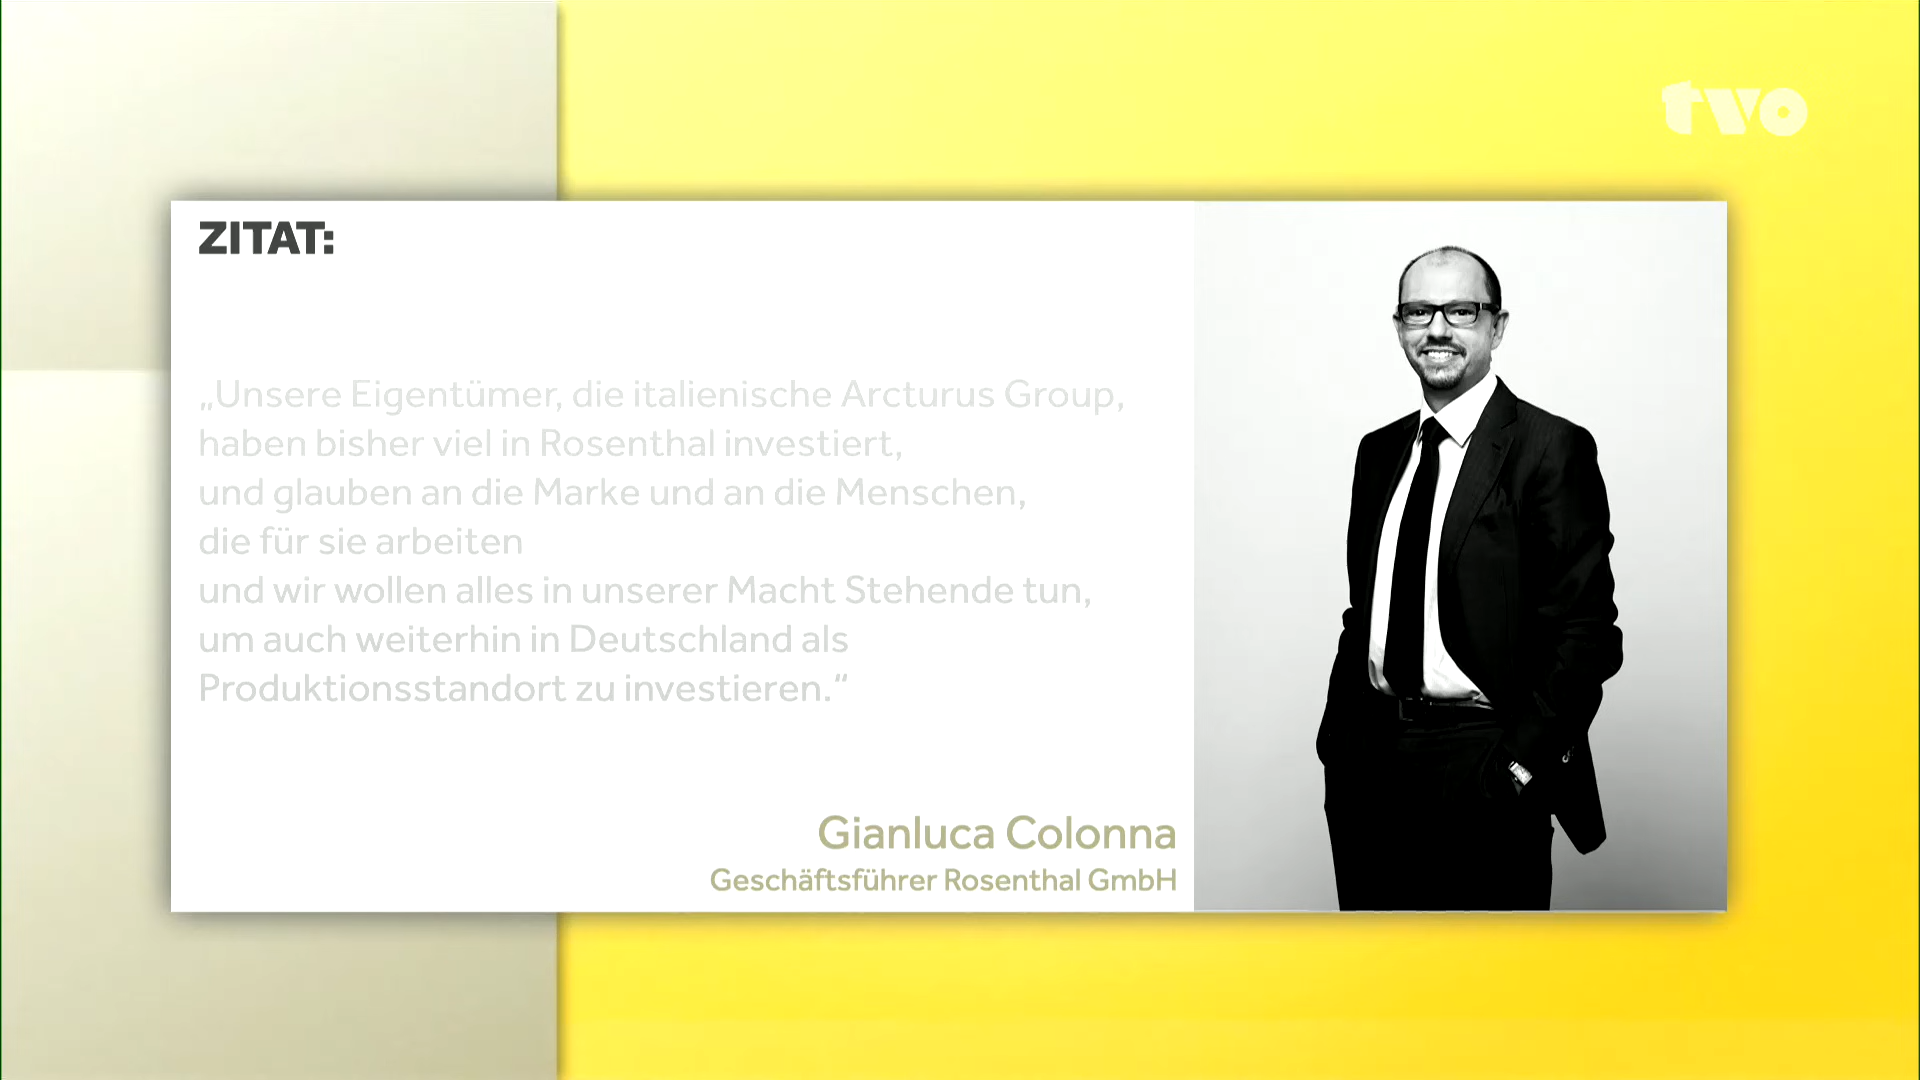 tvo
ZITAT:
„Unsere Eigentümer, die italienische Arcturus Group,
haben bisher viel in Rosenthal investiert,
und glauben an die Marke und an die Menschen,
die für sie arbeiten
und wir wollen alles in unserer Macht Stehende tun,
um auch weiterhin in Deutschland als
Produktionsstandort zu investieren.“
Gianluca Colonna
Geschäftsführer Rosenthal GmbH